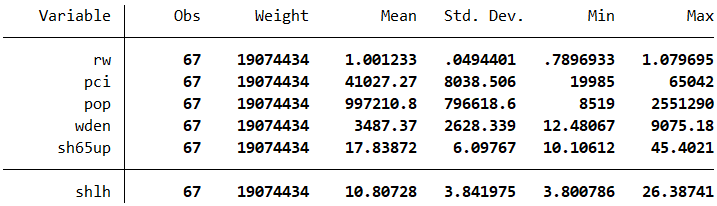 Variable Obs Weight Mean Std. Dev. Min Max
rw 67 19074434 1.001233 .0494401 .7896933 1.079695
pci 67 19074434 41027.27 8038.506 19985 65042
pop 67 19074434 997210.8 796618.6 8519 2551290
wden 67 19074434 3487.37 2628.339 12.48067 9075.18
sh65up 67 19074434 17.83872 6.09767 10.10612 45.4021
shlh 67 19074434 10.80728 3.841975 3.800786 26.38741